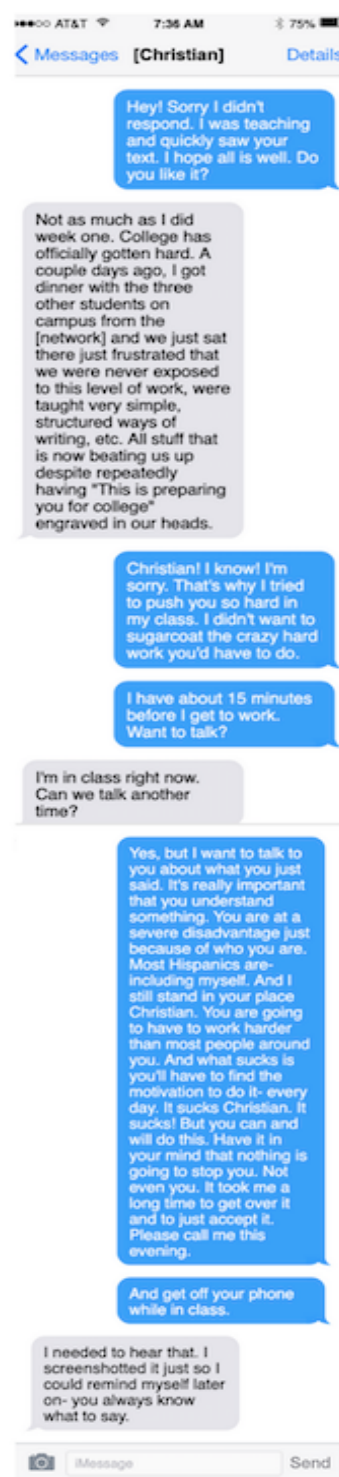 AT&T 7:36 AM 75%
Messages [Christian] Details
Hey! Sorry I didn't
respond. I was teaching
and quickly saw your
text. I hope all is well. Do
you like it?
Not as much as I did
week one. College has
officially gotten hard. A
couple days ago, I got
dinner with the three
other students on
campus from the
[network] and we just sat
there just frustrated that
we were never exposed
to this level of work, were
taught very simple,
structured ways of
writing, etc. All stuff that
is now beating us up
despite repeatedly
having "This is preparing
you for college"
engraved in our heads.
Christian! I know! I'm
sorry. That's why I tried
to push you so hard in
my class. I didn't want to
sugarcoat the crazy hard
work you'd have to do.
I have about 15 minutes
before I get to work.
Want to talk?
I'm in class right now.
Can we talk another
time?
Yes, but I want to talk to
you about what you just
said. It's really important
that you understand
something. You are at a
severe disadvantage just
because of who you are.
Most Hispanics are-
including myself. And I
still stand in your place
Christian. You are going
to have to work harder
than most people around
you. And what sucks is
you'll have to find the
motivation to do it- every
day. It sucks Christian. It
sucks! But you can and
will do this. Have it in
your mind that nothing is
going to stop you. Not
even you. It took me a
long time to get over it
and to just accept it.
Please call me this
evening.
And get off your phone
while in class.
I needed to hear that. I
screenshotted it just so I
could remind myself later
on- you always know
what to say.
iMessage Send